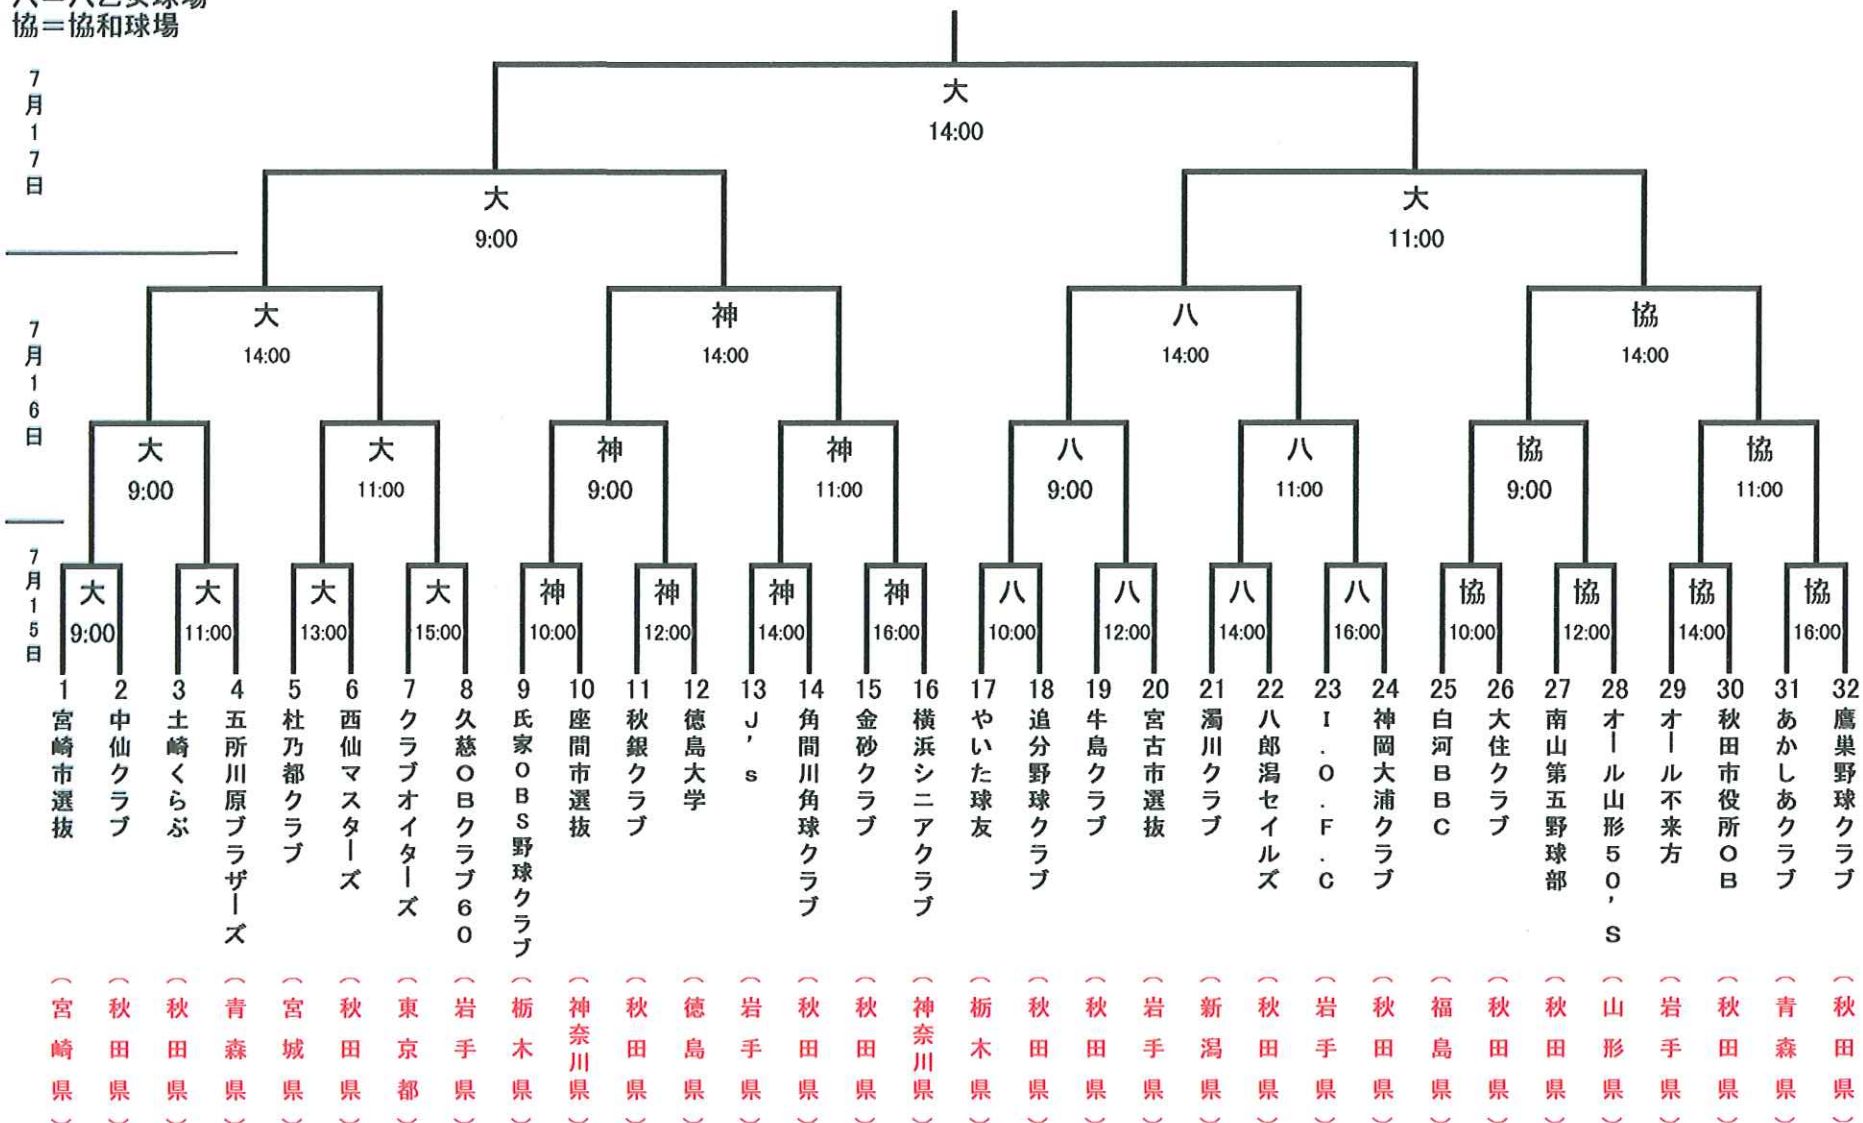 協＝協和球場
7月17日
大
14:00
大
9:00
大
11:00
7月16日
大
14:00
神
14:00
八
14:00
協
14:00
大
9:00
大
11:00
神
9:00
神
11:00
八
9:00
八
11:00
協
9:00
協
11:00
7月15日
大
9:00
大
11:00
大
13:00
大
15:00
神
10:00
神
12:00
神
14:00
神
16:00
八
10:00
八
12:00
八
14:00
八
16:00
協
10:00
協
12:00
協
14:00
協
16:00
1 宮崎市選抜 （宮崎県）
2 中仙クラブ （秋田県）
3 土崎くらぶ （秋田県）
4 五所川原ブラザーズ （青森県）
5 杜乃都クラブ （宮城県）
6 西仙マスターズ （秋田県）
7 クラブオイターズ （東京都）
8 久慈OBクラブ60 （岩手県）
9 氏家OBS野球クラブ （栃木県）
10 座間市選抜 （神奈川県）
11 秋銀クラブ （秋田県）
12 徳島大学 （徳島県）
13 J's （岩手県）
14 角間川角球クラブ （秋田県）
15 金砂クラブ （秋田県）
16 横浜シニアクラブ （神奈川県）
17 やいた球友 （栃木県）
18 追分野球クラブ （秋田県）
19 牛島クラブ （秋田県）
20 宮古市選抜 （岩手県）
21 濁川クラブ （新潟県）
22 八郎潟セイルズ （秋田県）
23 I.O.F.C （岩手県）
24 神岡大浦クラブ （秋田県）
25 白河BBC （福島県）
26 大住クラブ （秋田県）
27 南山第五野球部 （秋田県）
28 オール山形50'S （山形県）
29 オール不来方 （岩手県）
30 秋田市役所OB （秋田県）
31 あかしあクラブ （青森県）
32 鷹巣野球クラブ （秋田県）